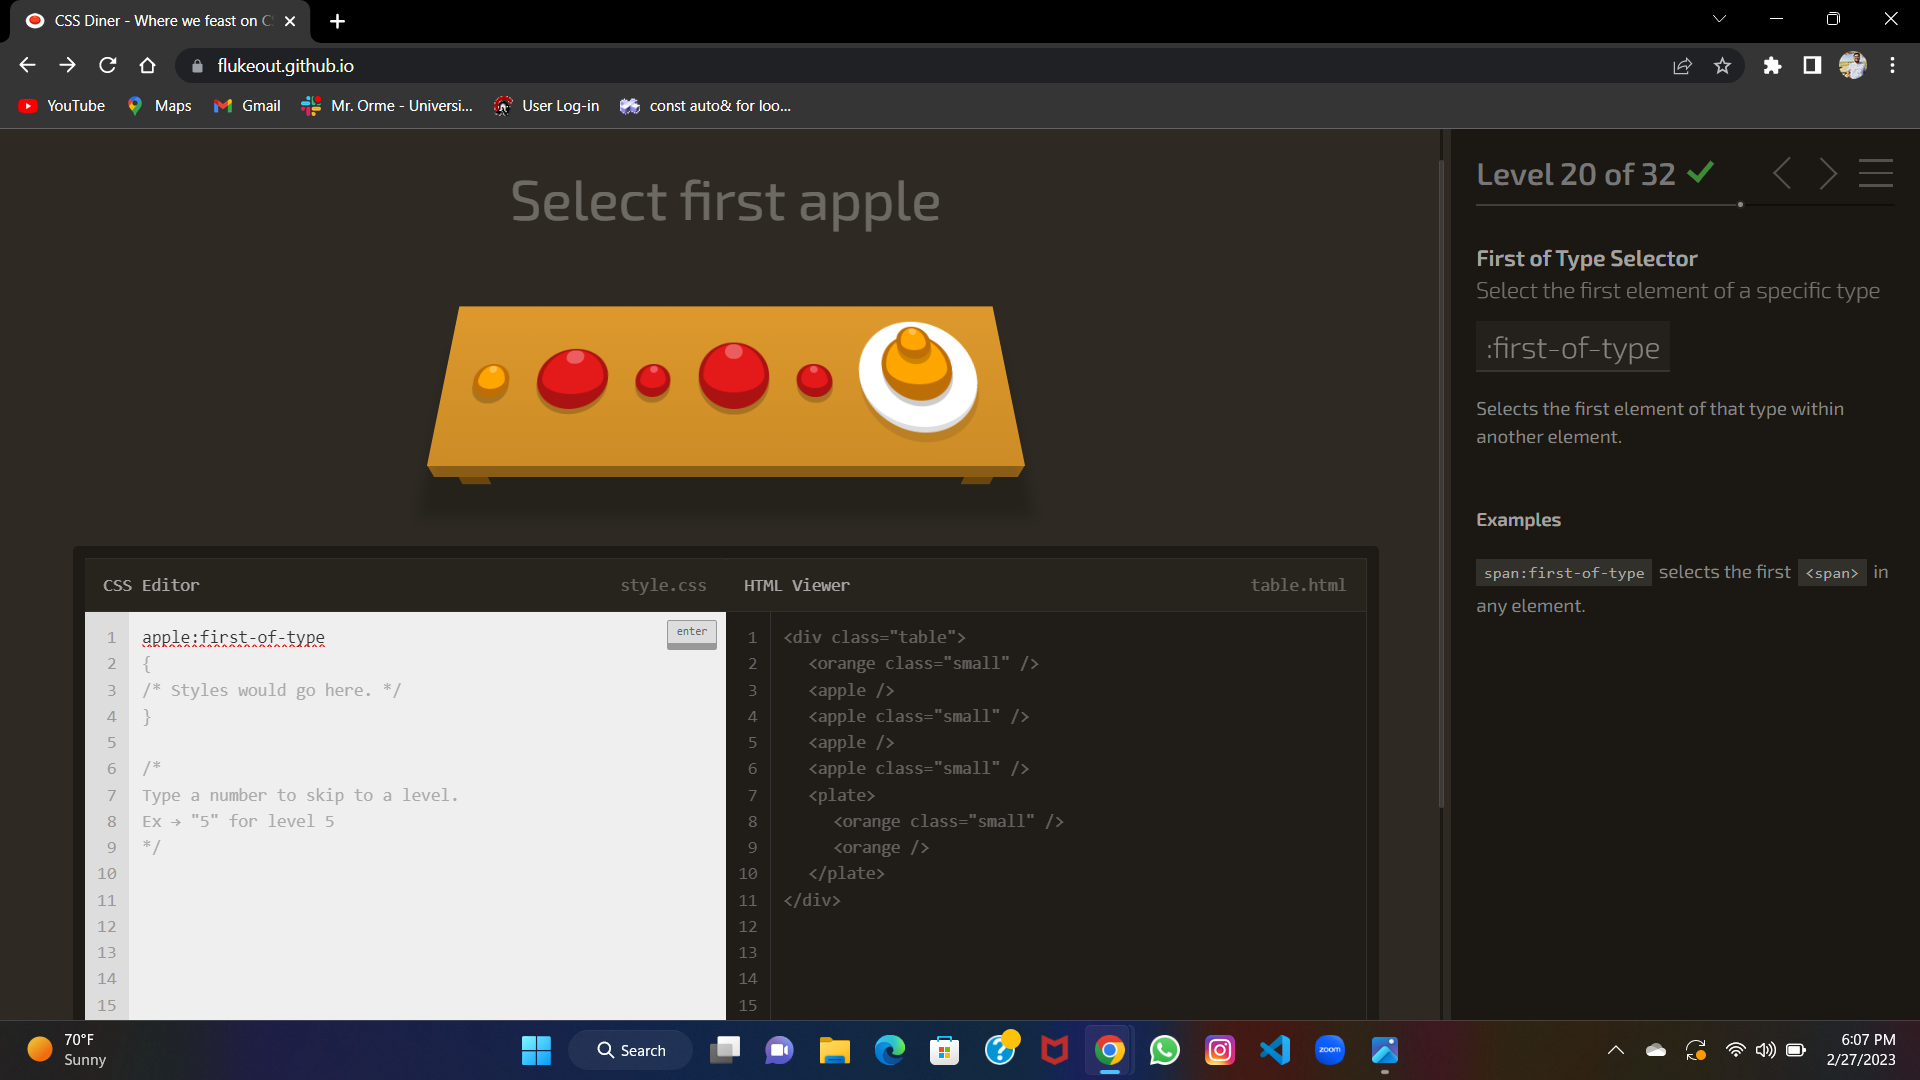 CSS Diner - Where we feast on C
flukeout.github.io
YouTube
Maps
Gmail
Mr. Orme - Universi...
User Log-in
const auto& for loo...
Select first apple
CSS Editor
style.css
1 apple:first-of-type
2 {
3 /* Styles would go here. */
4 }
5
6 /*
7 Type a number to skip to a level.
8 Ex → "5" for level 5
9 */
10
11
12
13
14
15
enter
HTML Viewer
table.html
1 <div class="table">
2 <orange class="small" />
3 <apple />
4 <apple class="small" />
5 <apple />
6 <apple class="small" />
7 <plate>
8 <orange class="small" />
9 <orange />
10 </plate>
11 </div>
12
13
14
15
Level 20 of 32
First of Type Selector
Select the first element of a specific type
:first-of-type
Selects the first element of that type within
another element.
Examples
span:first-of-type selects the first <span> in
any element.
70°F
Sunny
Search
zoom
6:07 PM
2/27/2023